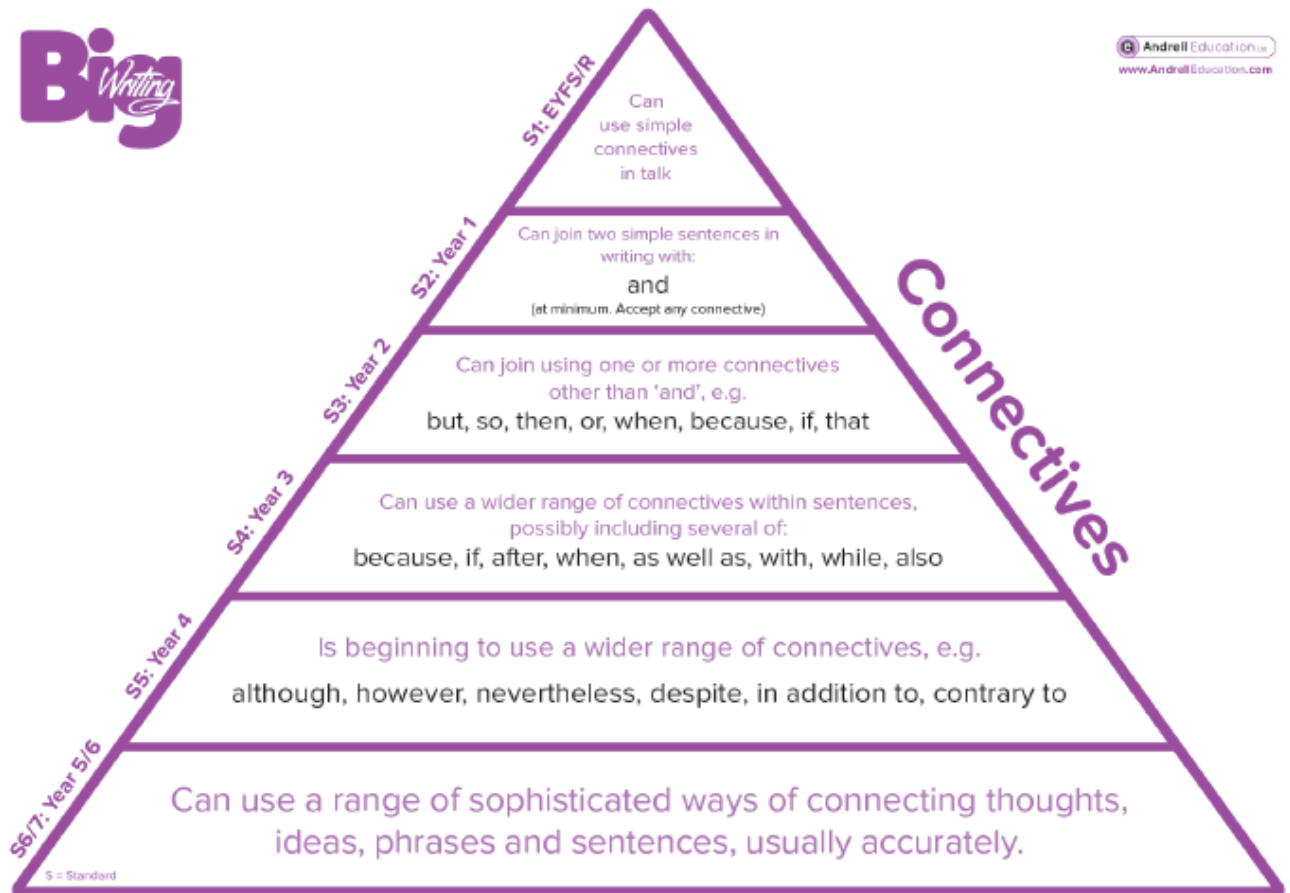 Big
Writing
Andrell Education Ltd
www.AndrellEducation.com
Connectives
S1: EYFS/R
Can
use simple
connectives
in talk
S2: Year 1
Can join two simple sentences in
writing with:
and
(at minimum. Accept any connective)
S3: Year 2
Can join using one or more connectives
other than ‘and’, e.g.
but, so, then, or, when, because, if, that
S4: Year 3
Can use a wider range of connectives within sentences,
possibly including several of:
because, if, after, when, as well as, with, while, also
S5: Year 4
Is beginning to use a wider range of connectives, e.g.
although, however, nevertheless, despite, in addition to, contrary to
S6/7: Year 5/6
Can use a range of sophisticated ways of connecting thoughts,
ideas, phrases and sentences, usually accurately.
S = Standard